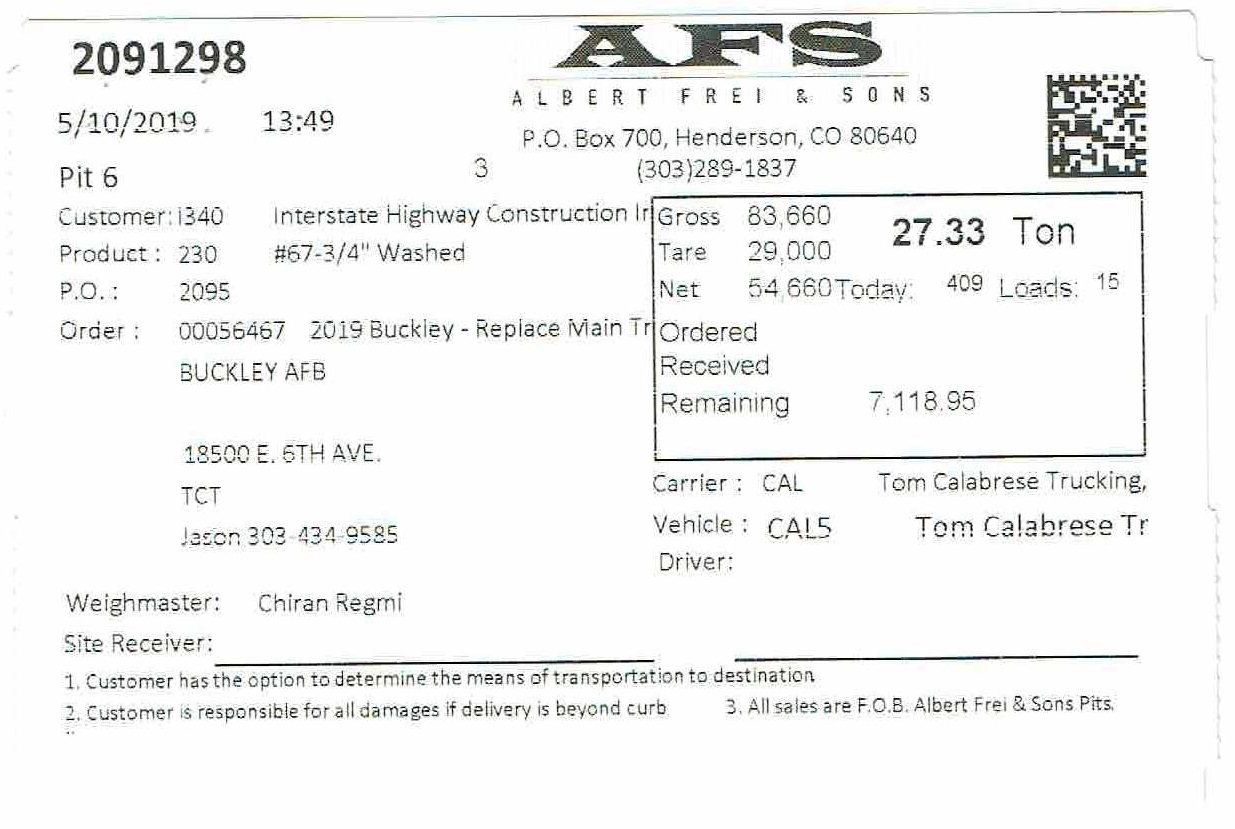 2091298
AFS
ALBERT FREI & SONS
5/10/2019 13:49
P.O. Box 700, Henderson, CO 80640
Pit 6 3 (303)289-1837
Customer: i340 Interstate Highway Construction Ir
Product : 230 #67-3/4" Washed
P.O. : 2095
Order : 00056467 2019 Buckley - Replace Main Tr
BUCKLEY AFB
18500 E. 6TH AVE.
TCT
Jason 303-434-9585
Gross 83,660 27.33 Ton
Tare 29,000
Net 54,660 Today: 409 Loads: 15
Ordered
Received
Remaining 7,118.95
Carrier : CAL Tom Calabrese Trucking,
Vehicle : CAL5 Tom Calabrese Tr
Driver:
Weighmaster: Chiran Regmi
Site Receiver:
1. Customer has the option to determine the means of transportation to destination
2. Customer is responsible for all damages if delivery is beyond curb 3. All sales are F.O.B. Albert Frei & Sons Pits.